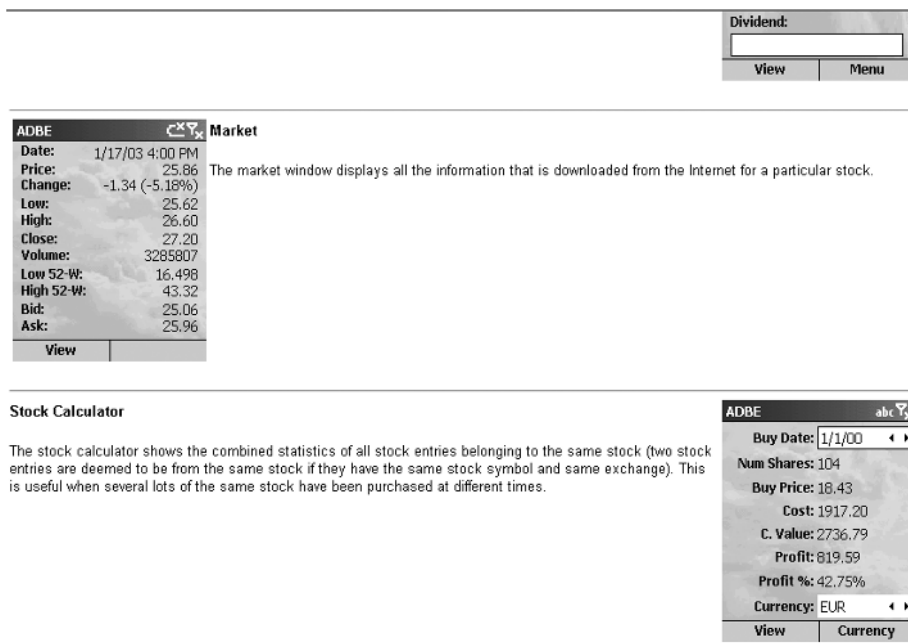 Dividend:
View Menu
ADBE
Date: 1/17/03 4:00 PM
Price: 25.86
Change: -1.34 (-5.18%)
Low: 25.62
High: 26.60
Close: 27.20
Volume: 3285807
Low 52-W: 16.498
High 52-W: 43.32
Bid: 25.06
Ask: 25.96
View
Market
The market window displays all the information that is downloaded from the Internet for a particular stock.
Stock Calculator
The stock calculator shows the combined statistics of all stock entries belonging to the same stock (two stock
entries are deemed to be from the same stock if they have the same stock symbol and same exchange). This
is useful when several lots of the same stock have been purchased at different times.
ADBE abc
Buy Date: 1/1/00
Num Shares: 104
Buy Price: 18.43
Cost: 1917.20
C. Value: 2736.79
Profit: 819.59
Profit %: 42.75%
Currency: EUR
View Currency